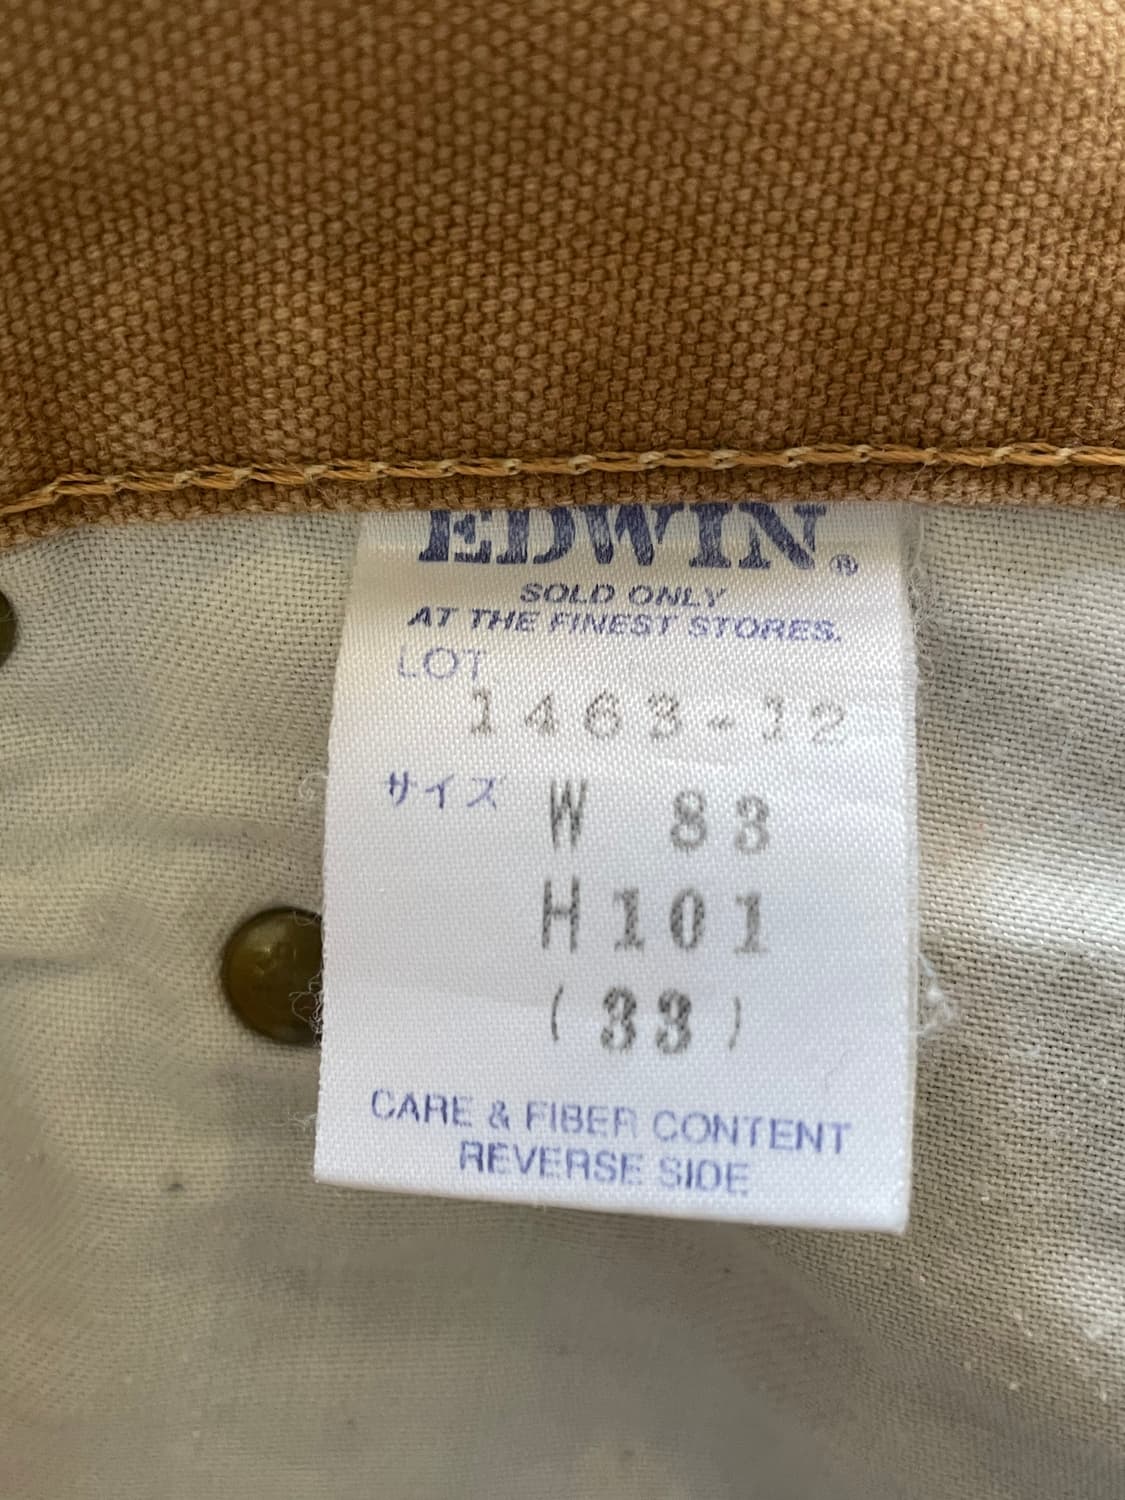 EDWIN®
SOLD ONLY
AT THE FINEST STORES.
LOT
1463-12
サイズ W 83
H101
(33)
CARE & FIBER CONTENT
REVERSE SIDE